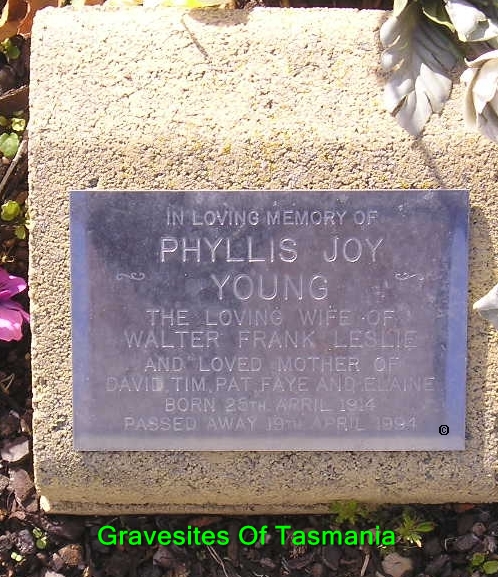 IN LOVING MEMORY OF
PHYLLIS JOY
YOUNG
THE LOVING WIFE OF
WALTER FRANK LESLIE
AND LOVED MOTHER OF
DAVID, TIM, PAT, FAYE AND ELAINE
BORN 25TH APRIL 1914
PASSED AWAY 19TH APRIL 1994
©
Gravesites Of Tasmania